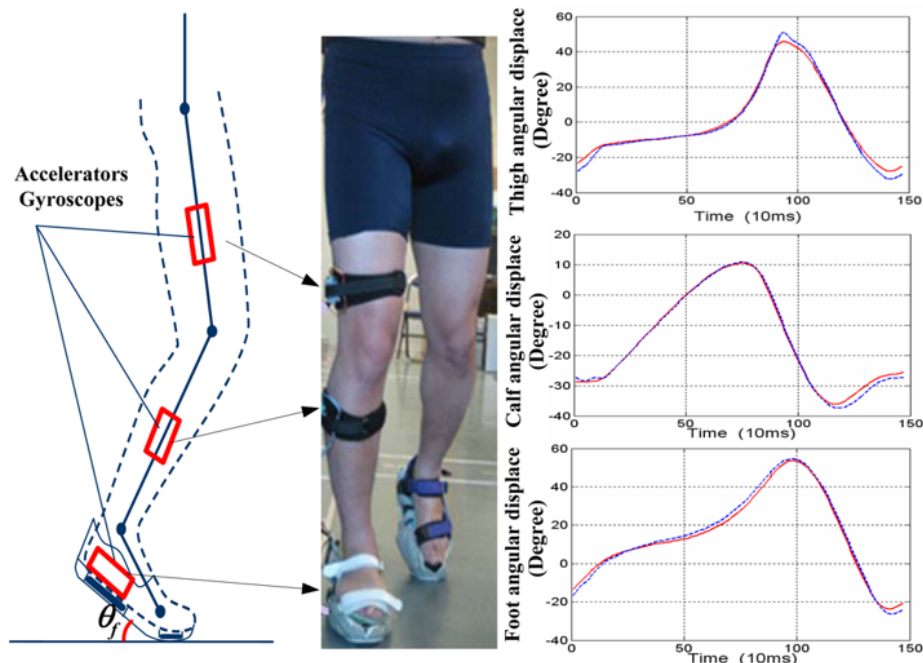 Accelerators
Gyroscopes
θf
Thigh angular displace
(Degree)
60
40
20
0
-20
-40
0
50
100
150
Time (10ms)
Calf angular displace
(Degree)
20
10
0
-10
-20
-30
-40
0
50
100
150
Time (10ms)
Foot angular displace
(Degree)
60
40
20
0
-20
-40
0
50
100
150
Time (10ms)